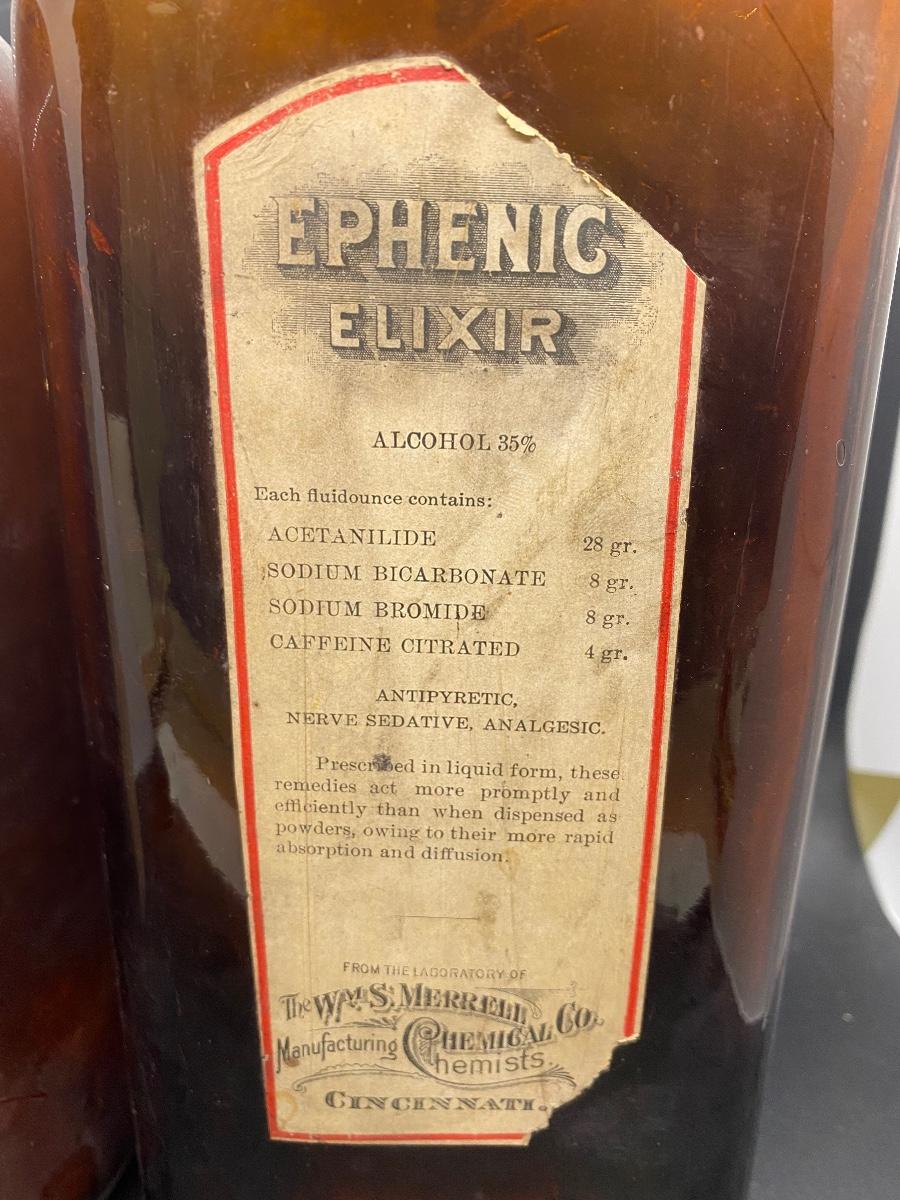 EPHENIC
ELIXIR
ALCOHOL 35%
Each fluidounce contains:
ACETANILIDE 28 gr.
SODIUM BICARBONATE 8 gr.
SODIUM BROMIDE 8 gr.
CAFFEINE CITRATED 4 gr.
ANTIPYRETIC,
NERVE SEDATIVE, ANALGESIC.
Prescribed in liquid form, these
remedies act more promptly and
efficiently than when dispensed as
powders, owing to their more rapid
absorption and diffusion.
FROM THE LABORATORY OF
The Wm. S. Merrell
Chemical Co.
Manufacturing Chemists.
Cincinnati.